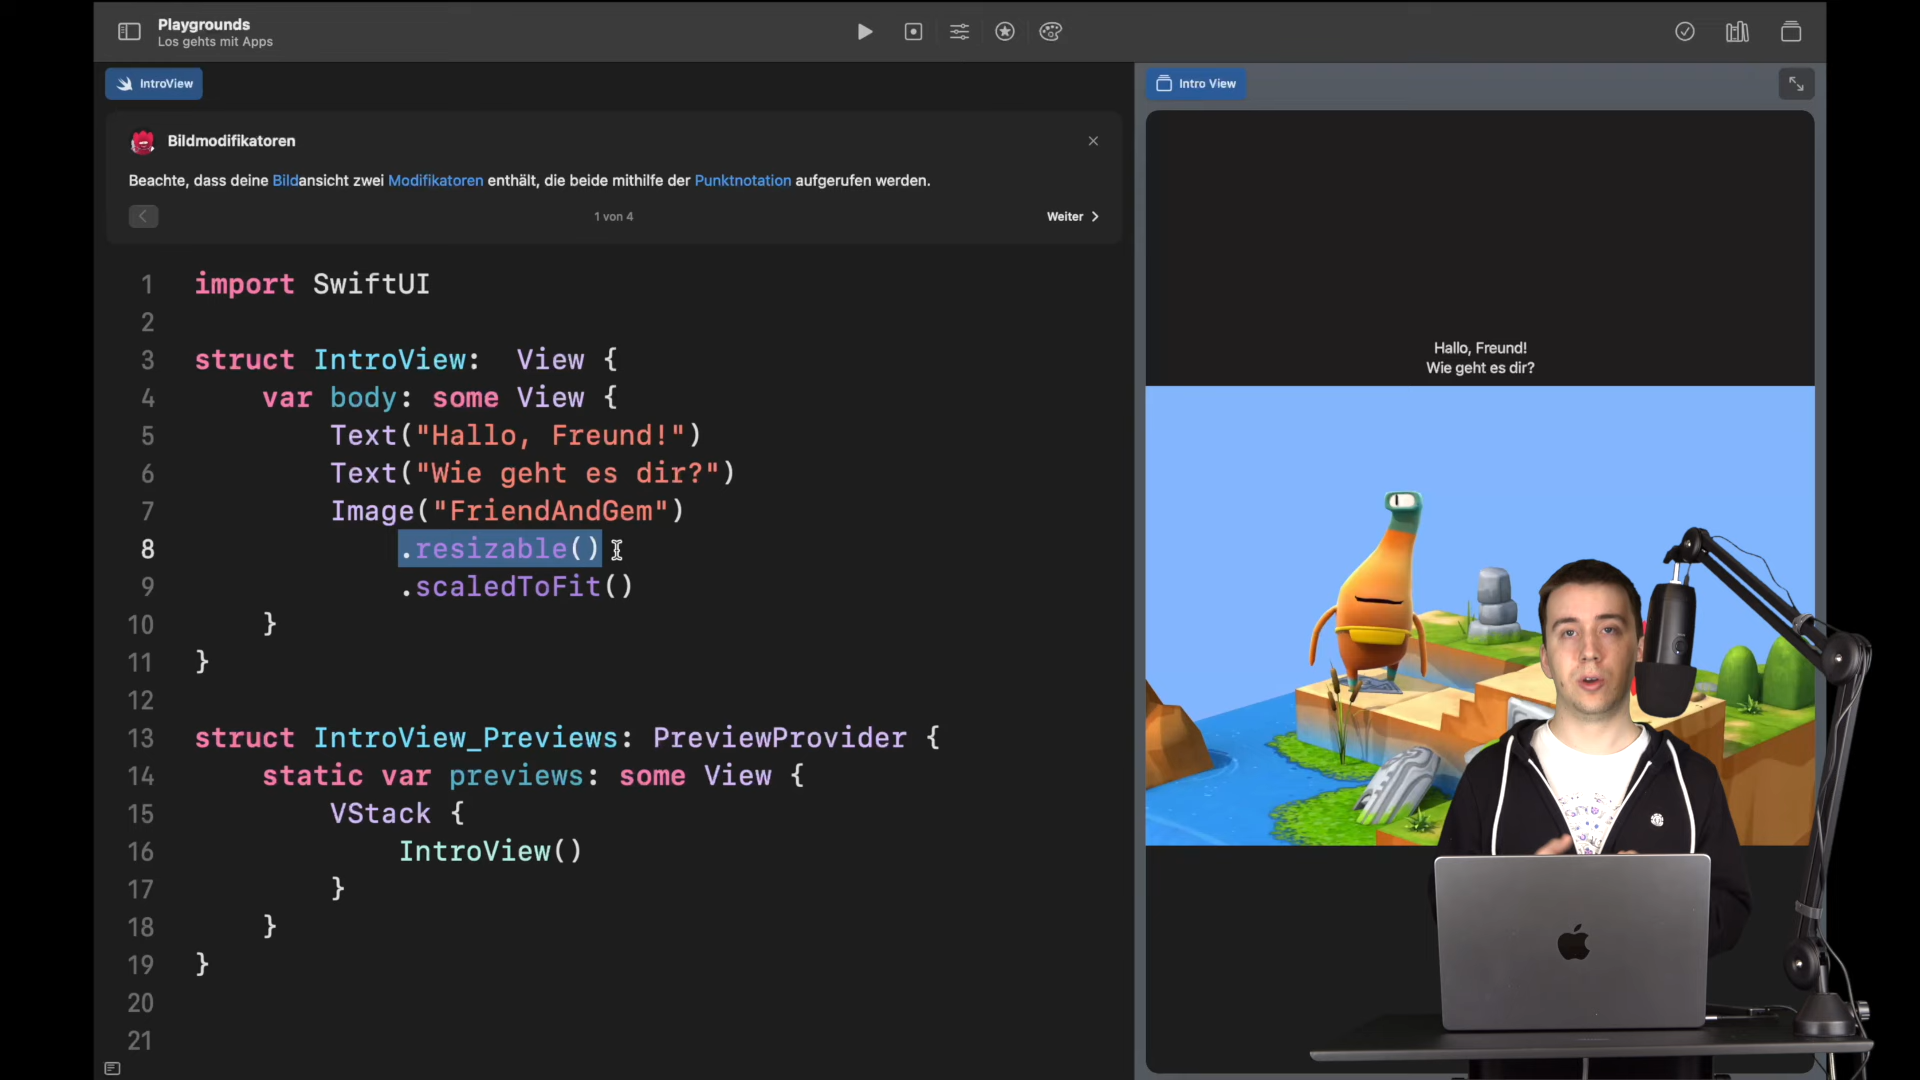 Playgrounds
Los gehts mit Apps
IntroView
Intro View
Bildmodifikatoren
Beachte, dass deine Bildansicht zwei Modifikatoren enthält, die beide mithilfe der Punktnotation aufgerufen werden.
1 von 4
Weiter
1 import SwiftUI
2
3 struct IntroView:  View {
4 var body: some View {
5 Text("Hallo, Freund!")
6 Text("Wie geht es dir?")
7 Image("FriendAndGem")
8 .resizable()
9 .scaledToFit()
10 }
11 }
12
13 struct IntroView_Previews: PreviewProvider {
14 static var previews: some View {
15 VStack {
16 IntroView()
17 }
18 }
19 }
20
21
Hallo, Freund!
Wie geht es dir?